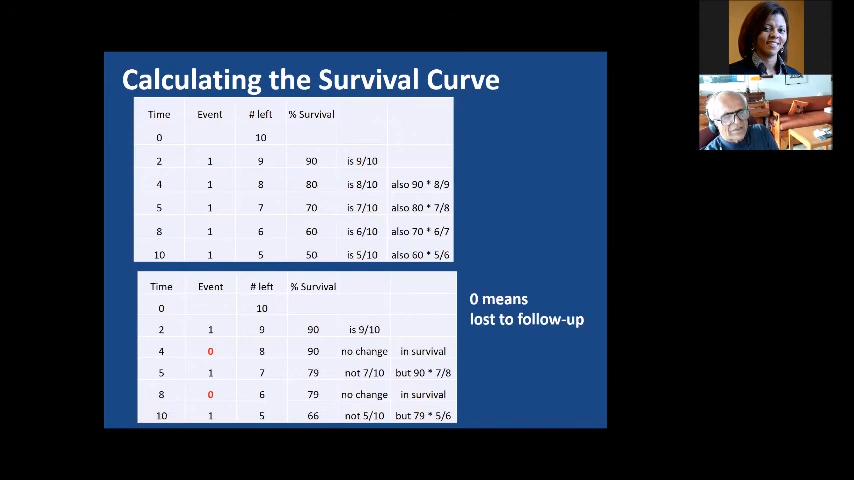 Calculating the Survival Curve
Time Event # left % Survival
0 10
2 1 9 90 is 9/10
4 1 8 80 is 8/10 also 90 * 8/9
5 1 7 70 is 7/10 also 80 * 7/8
8 1 6 60 is 6/10 also 70 * 6/7
10 1 5 50 is 5/10 also 60 * 5/6
Time Event # left % Survival
0 10
2 1 9 90 is 9/10
4 0 8 90 no change in survival
5 1 7 79 not 7/10 but 90 * 7/8
8 0 6 79 no change in survival
10 1 5 66 not 5/10 but 79 * 5/6
0 means
lost to follow-up